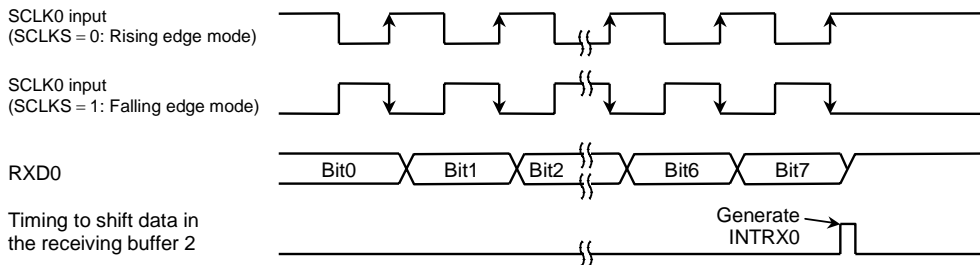 SCLK0 input
(SCLKS = 0: Rising edge mode)
SCLK0 input
(SCLKS = 1: Falling edge mode)
RXD0
Bit0
Bit1
Bit2
Bit6
Bit7
Timing to shift data in
the receiving buffer 2
Generate
INTRX0